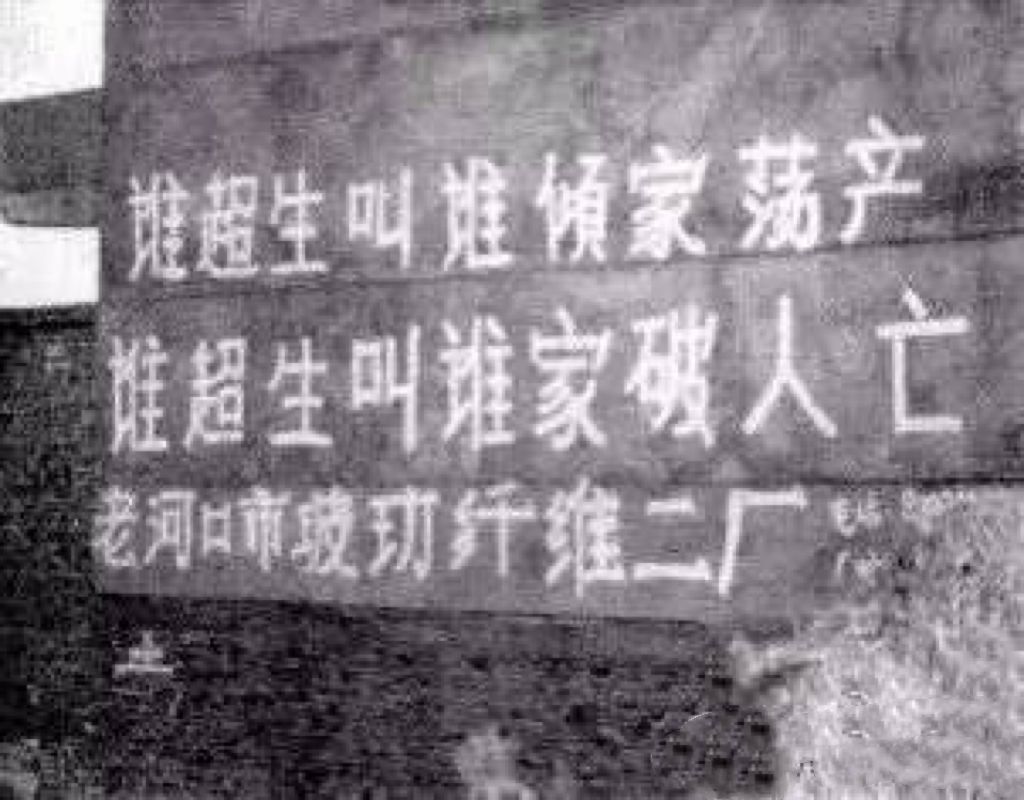 谁超生叫谁倾家荡产
谁超生叫谁家破人亡
老河口市玻玏纤维二厂